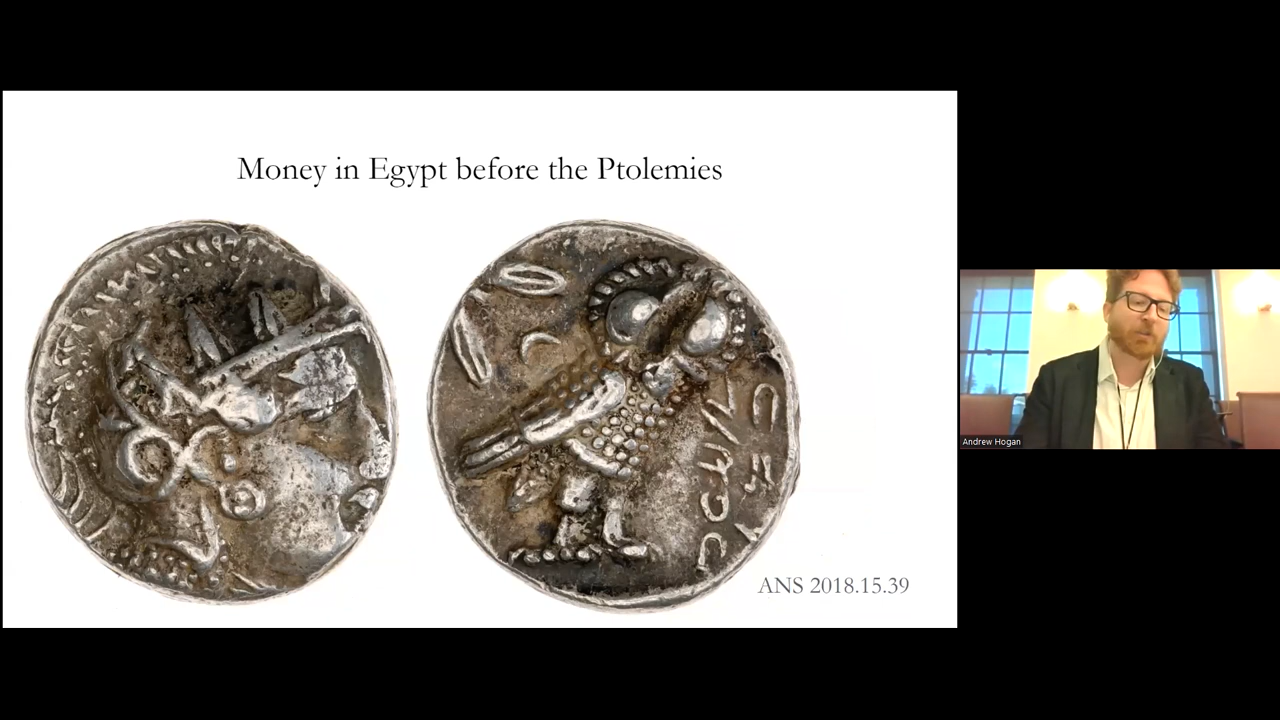 Money in Egypt before the Ptolemies
ANS 2018.15.39
Andrew Hogan